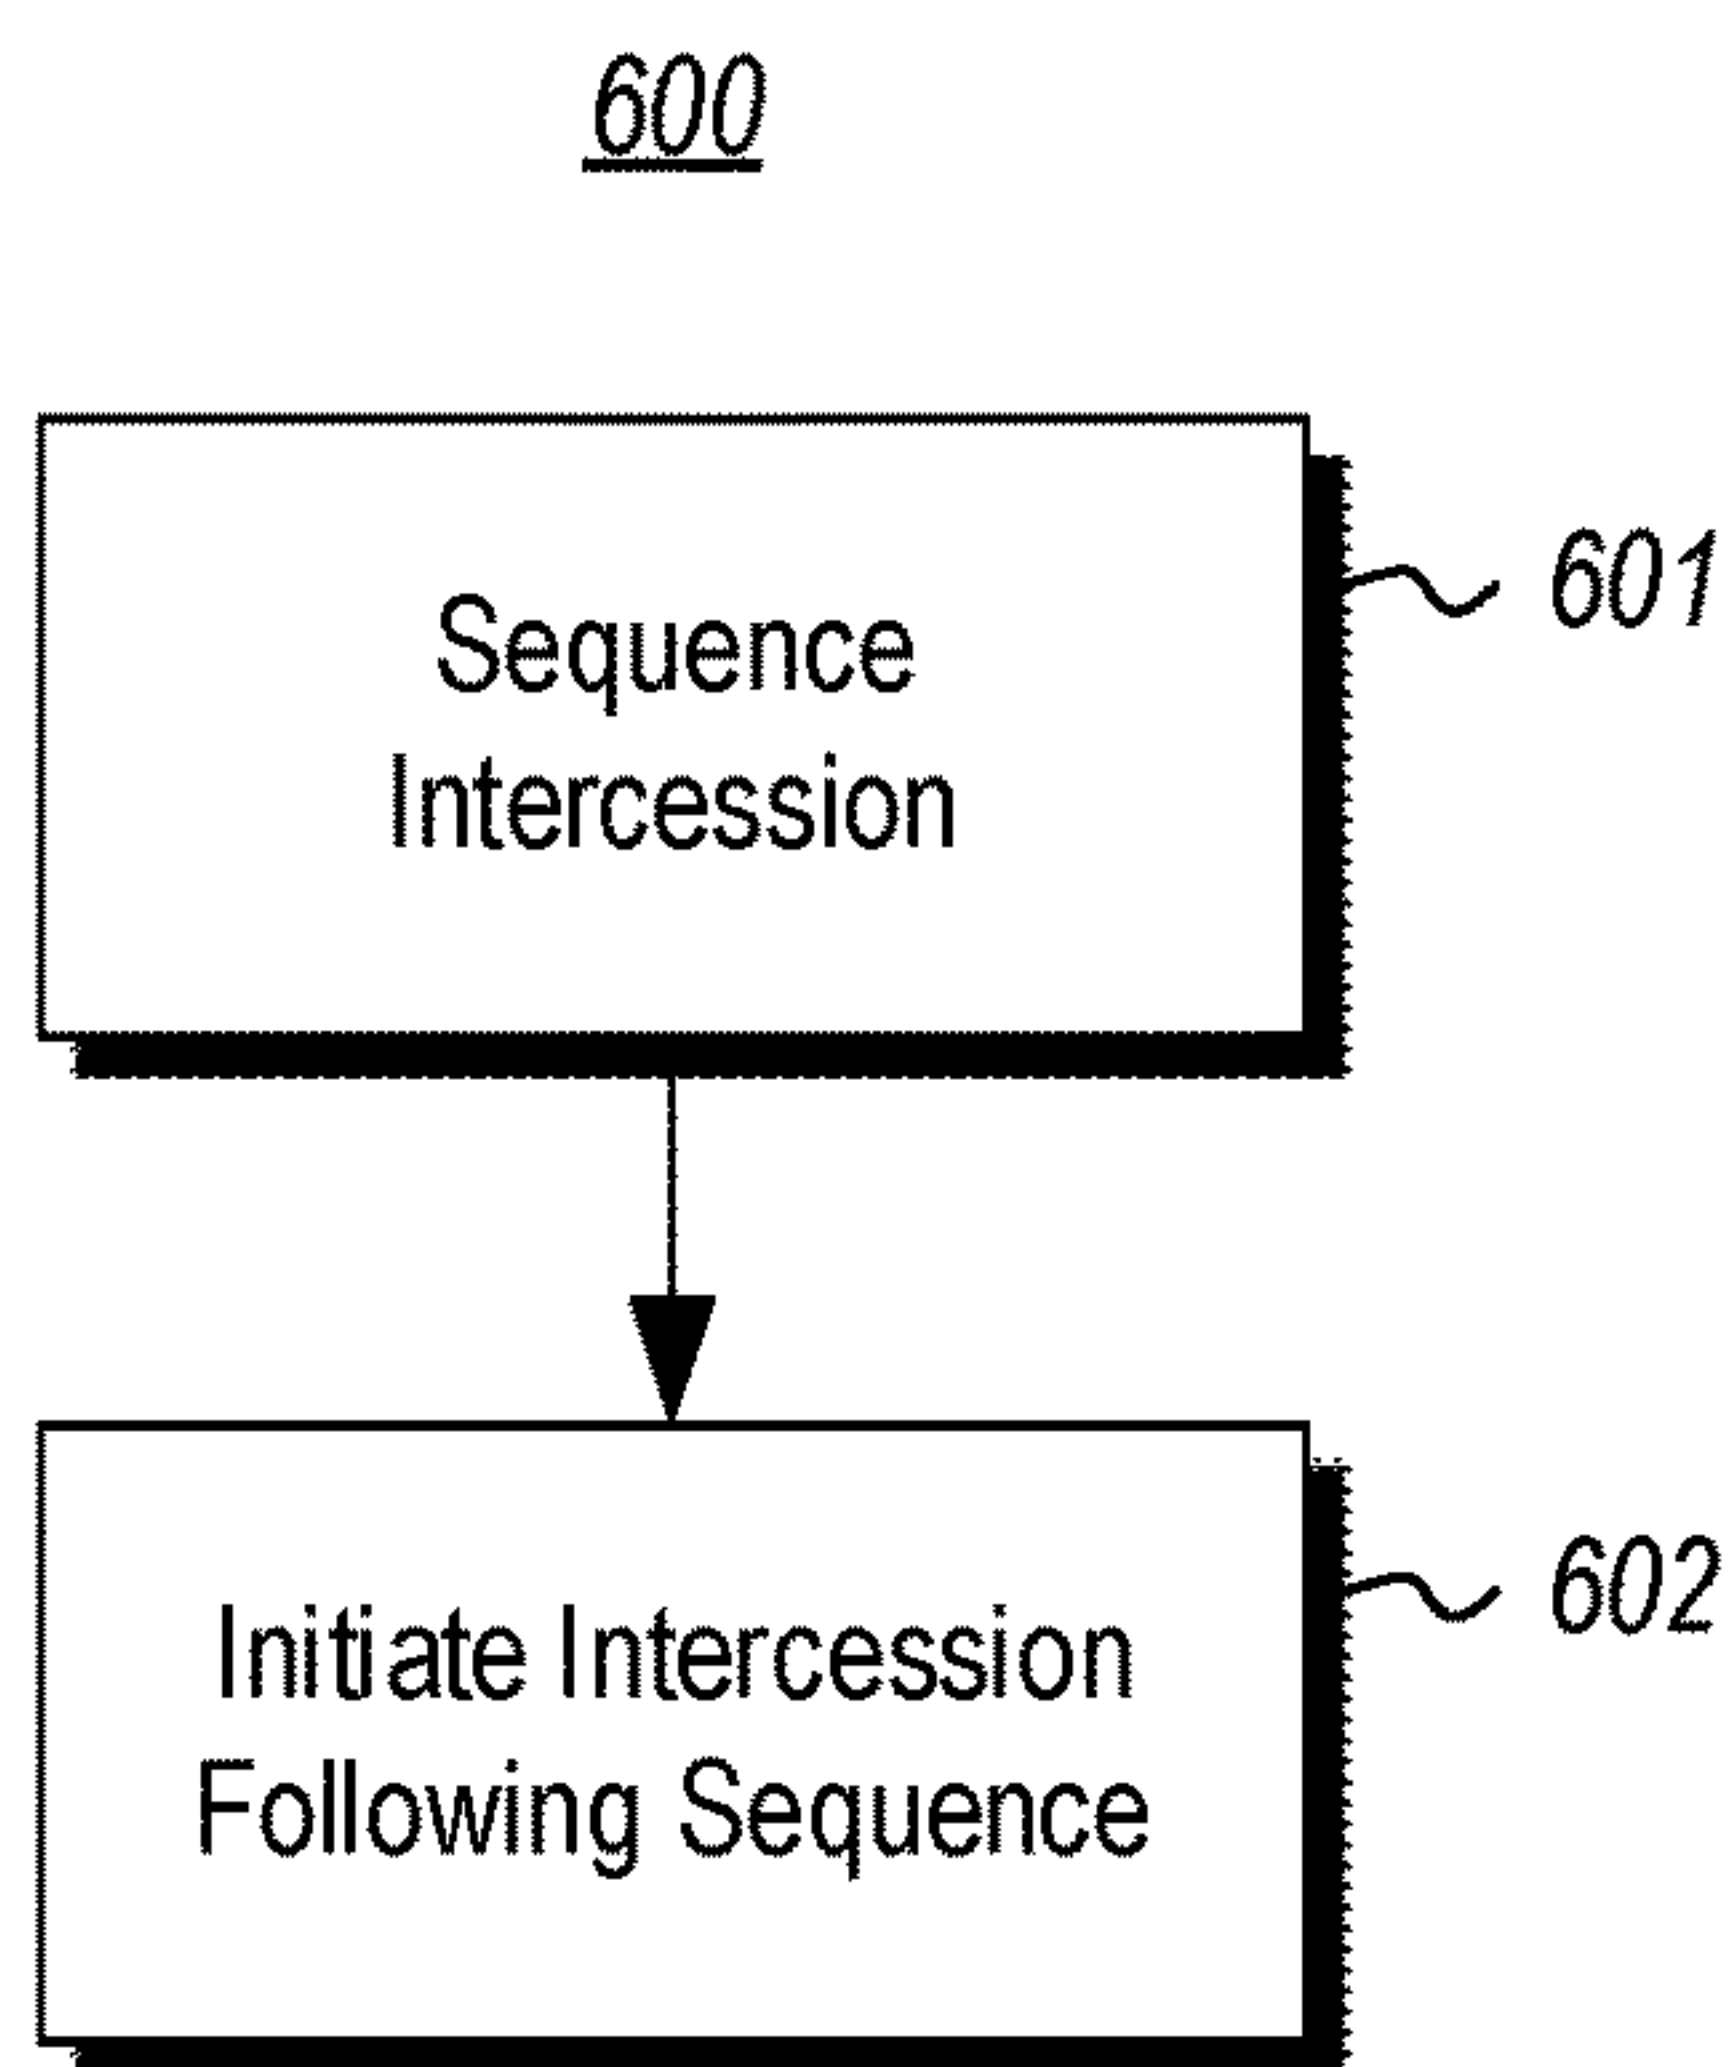 600
Sequence
Intercession
601
Initiate Intercession
Following Sequence
602